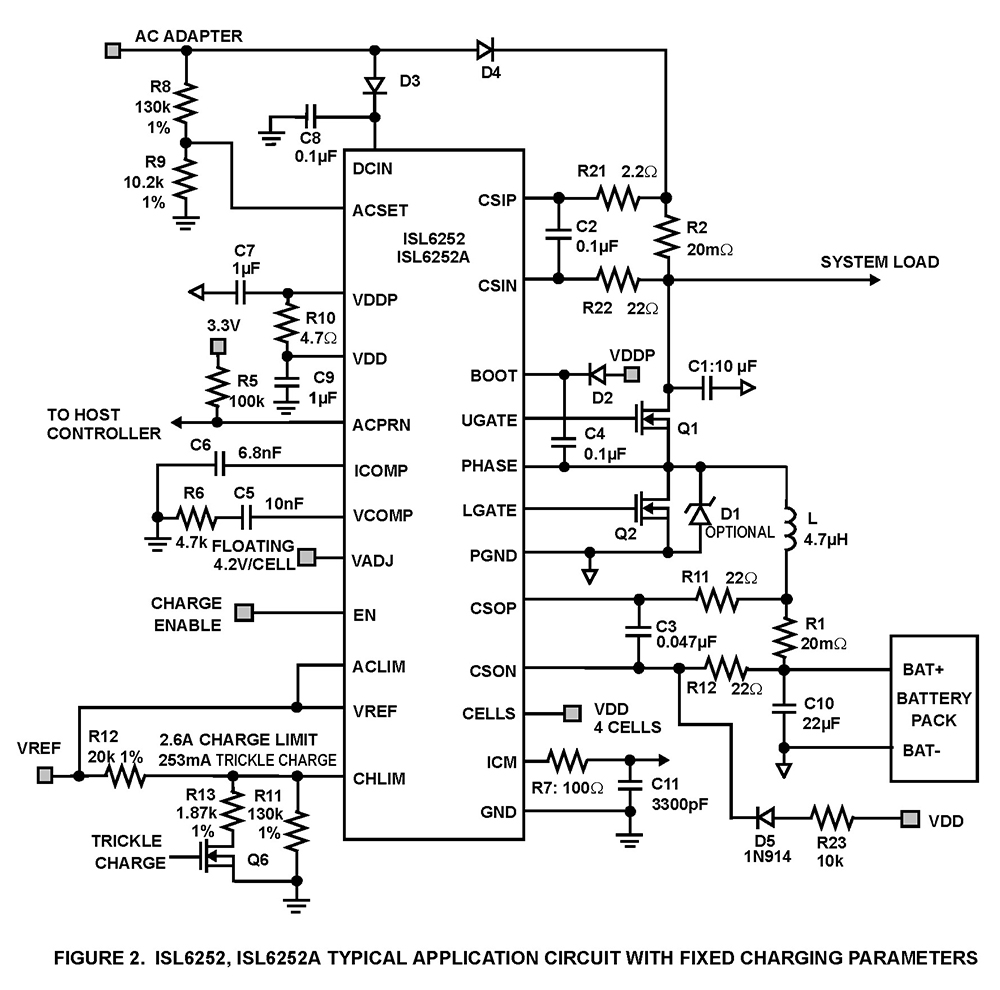 AC ADAPTER
D4
D3
R8
130k
1%
C8
0.1µF
R9
10.2k
1%
DCIN
ACSET
ISL6252
ISL6252A
CSIP
R21 2.2Ω
C2
0.1µF
R2
20mΩ
CSIN
R22 22Ω
SYSTEM LOAD
C7
1µF
VDDP
R10
4.7Ω
3.3V
VDD
C9
1µF
R5
100k
BOOT
VDDP
D2
C1:10 µF
UGATE
Q1
TO HOST
CONTROLLER
ACPRN
C4
0.1µF
C6
6.8nF
ICOMP
PHASE
R6
4.7k
C5
10nF
VCOMP
LGATE
Q2
D1
OPTIONAL
L
4.7µH
FLOATING
4.2V/CELL
VADJ
PGND
R11 22Ω
CHARGE
ENABLE
EN
CSOP
C3
0.047µF
R1
20mΩ
ACLIM
CSON
R12 22Ω
BAT+
BATTERY
PACK
BAT-
C10
22µF
VREF
CELLS
VDD
4 CELLS
VREF
R12
20k 1%
2.6A CHARGE LIMIT
253mA TRICKLE CHARGE
CHLIM
ICM
R7: 100Ω
C11
3300pF
R13
1.87k
1%
R11
130k
1%
GND
TRICKLE
CHARGE
Q6
D5
1N914
R23
10k
VDD
FIGURE 2. ISL6252, ISL6252A TYPICAL APPLICATION CIRCUIT WITH FIXED CHARGING PARAMETERS